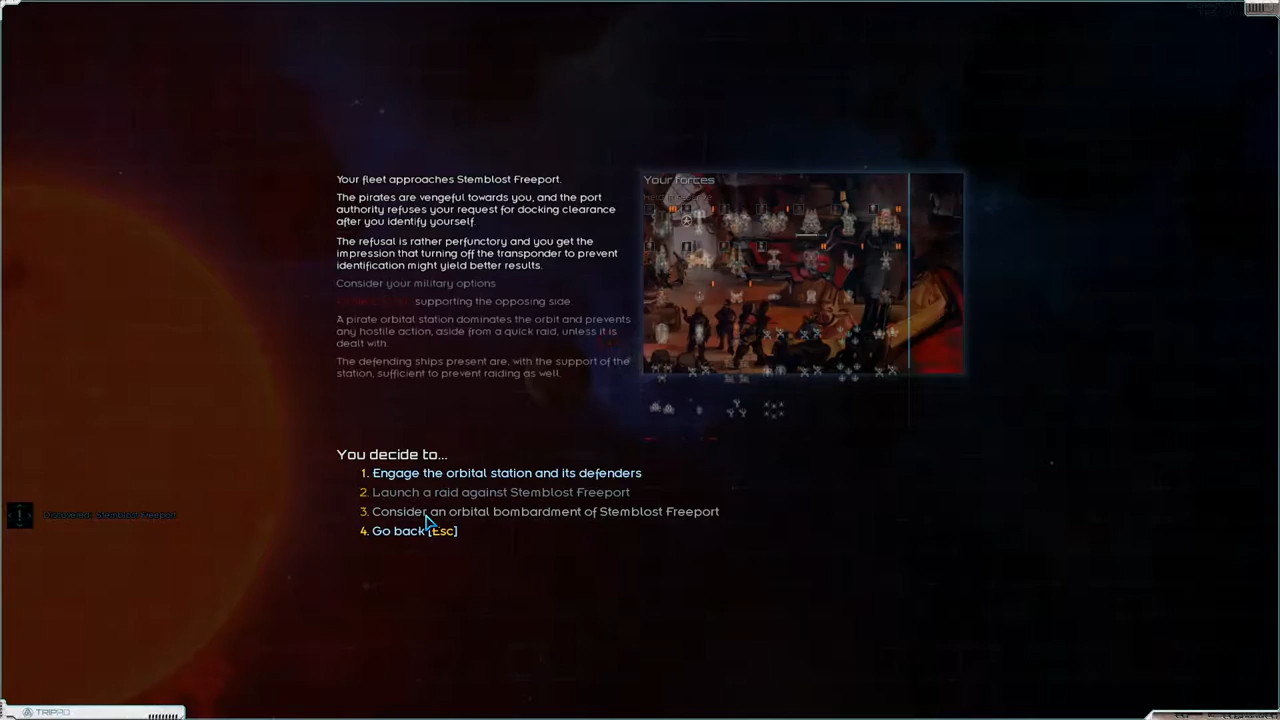 Your fleet approaches Stemblost Freeport.
The pirates are vengeful towards you, and the port
authority refuses your request for docking clearance
after you identify yourself.
The refusal is rather perfunctory and you get the
impression that turning off the transponder to prevent
identification might yield better results.
Consider your military options
supporting the opposing side.
A pirate orbital station dominates the orbit and prevents
any hostile action, aside from a quick raid, unless it is
dealt with.
The defending ships present are, with the support of the
station, sufficient to prevent raiding as well.
Your forces
You decide to...
1. Engage the orbital station and its defenders
2. Launch a raid against Stemblost Freeport
3. Consider an orbital bombardment of Stemblost Freeport
4. Go back [Esc]
Discovered: Stemblost Freeport
TRIPAD